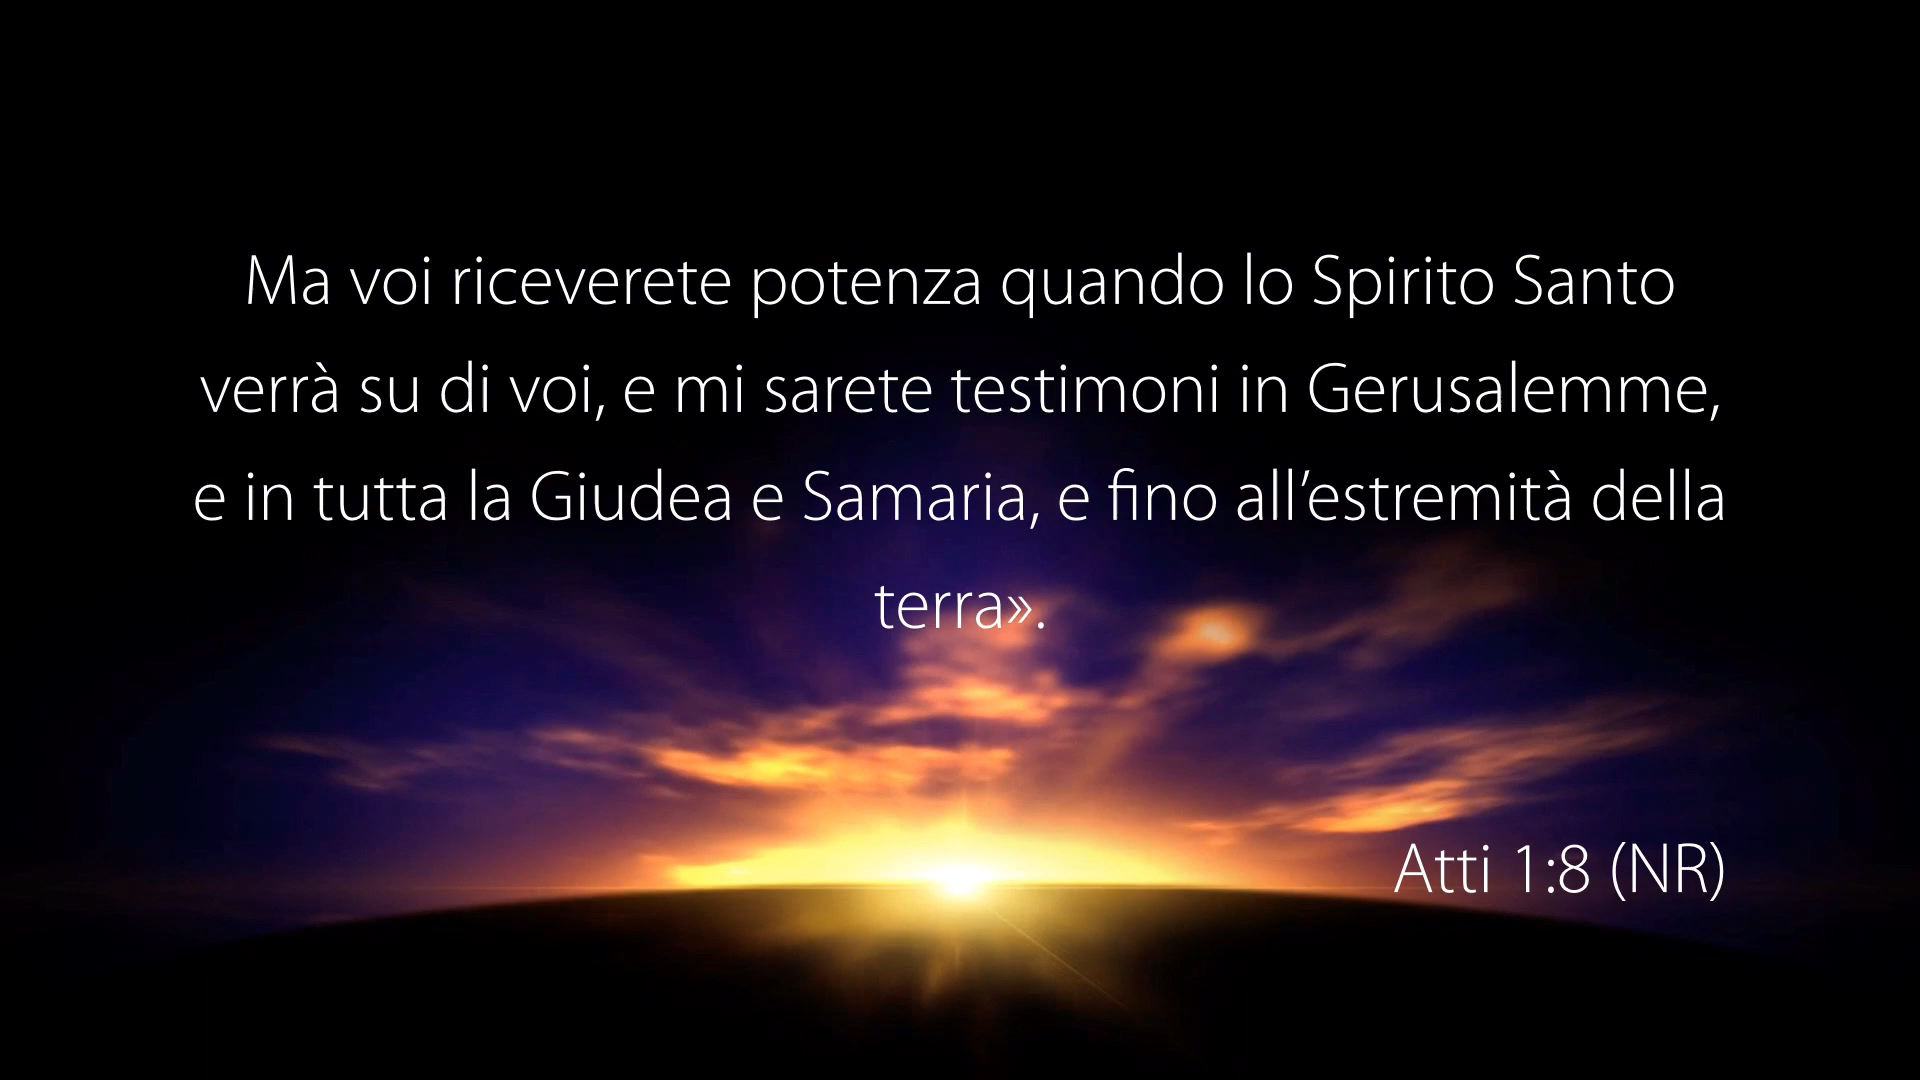 Ma voi riceverete potenza quando lo Spirito Santo
verrà su di voi, e mi sarete testimoni in Gerusalemme,
e in tutta la Giudea e Samaria, e fino all’estremità della
terra».
Atti 1:8 (NR)